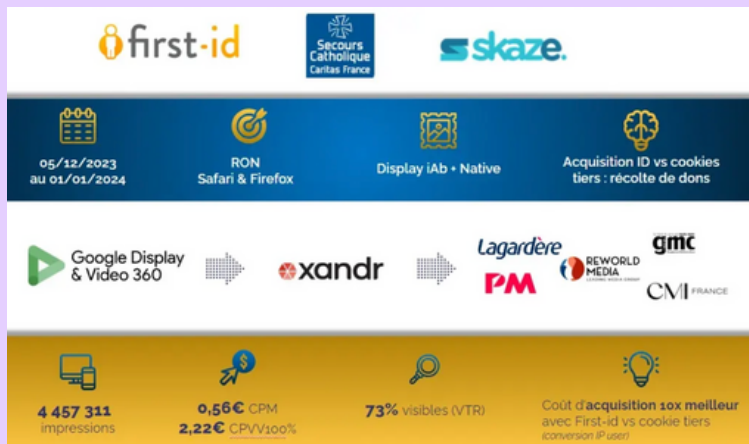 first-id
Secours
Catholique
Caritas France
skaze.
05/12/2023
au 01/01/2024
RON
Safari & Firefox
Display iAb + Native
Acquisition ID vs cookies
tiers : récolte de dons
Google Display
& Video 360
xandr
Lagardère
PM
REWORLD
MEDIA
gmc
CMI FRANCE
4 457 311
impressions
0,56€ CPM
2,22€ CPVV100%
73% visibles (VTR)
Coût d'acquisition 10x meilleur
avec First-id vs cookie tiers
(conversion IP user)